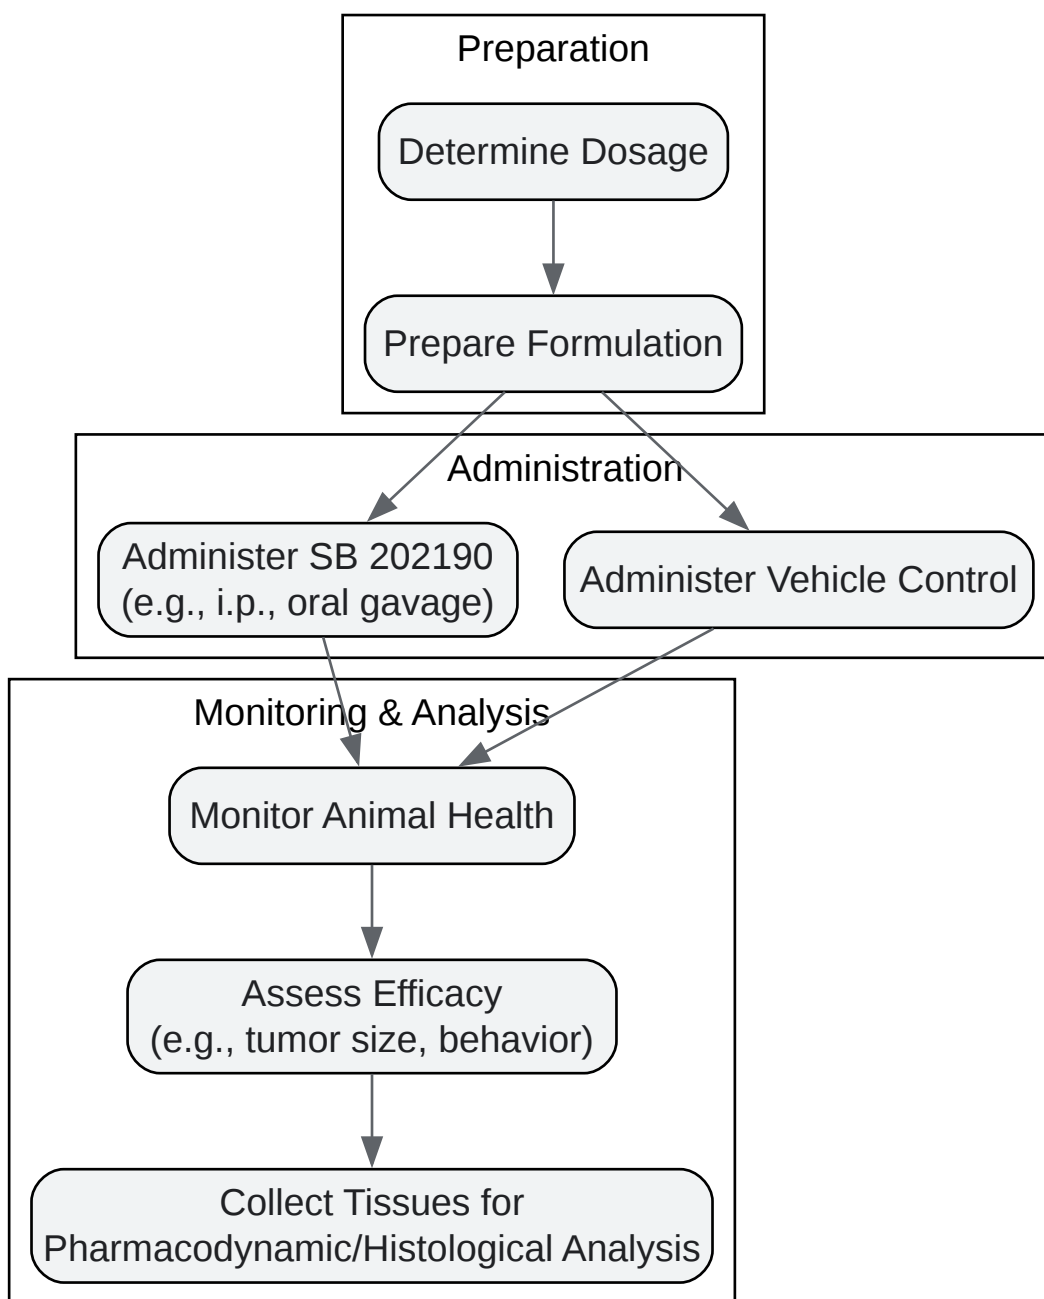 Preparation
Determine Dosage
Prepare Formulation
Administration
Administer SB 202190
(e.g., i.p., oral gavage)
Administer Vehicle Control
Monitoring & Analysis
Monitor Animal Health
Assess Efficacy
(e.g., tumor size, behavior)
Collect Tissues for
Pharmacodynamic/Histological Analysis